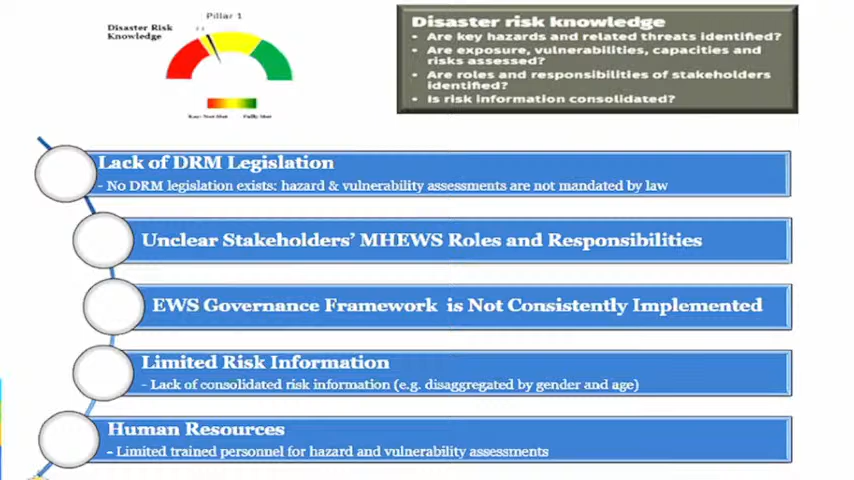 Pillar 1
Disaster Risk
Knowledge
Disaster risk knowledge
• Are key hazards and related threats identified?
• Are exposure, vulnerabilities, capacities and
risks assessed?
• Are roles and responsibilities of stakeholders
identified?
• Is risk information consolidated?
Lack of DRM Legislation
- No DRM legislation exists: hazard & vulnerability assessments are not mandated by law
Unclear Stakeholders' MHEWS Roles and Responsibilities
EWS Governance Framework is Not Consistently Implemented
Limited Risk Information
- Lack of consolidated risk information (e.g. disaggregated by gender and age)
Human Resources
- Limited trained personnel for hazard and vulnerability assessments